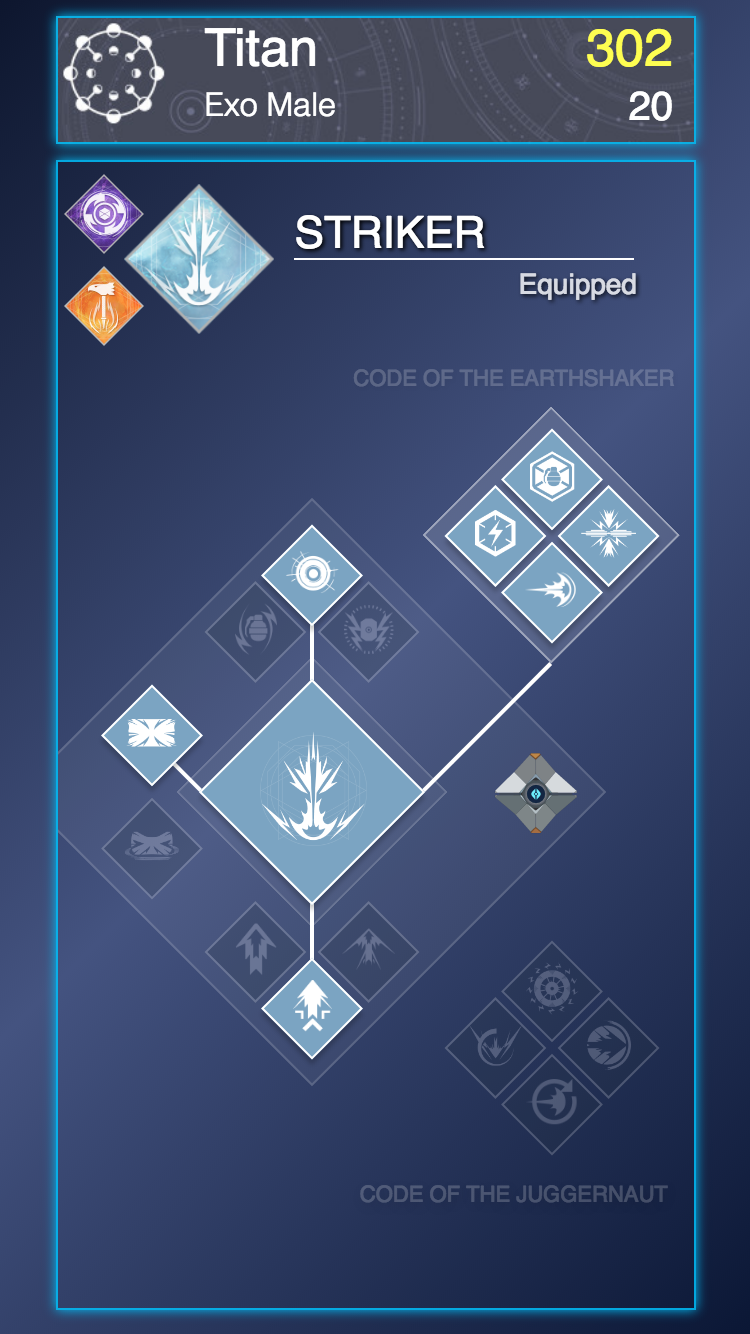 Titan
302
Exo Male
20
STRIKER
Equipped
CODE OF THE EARTHSHAKER
CODE OF THE JUGGERNAUT